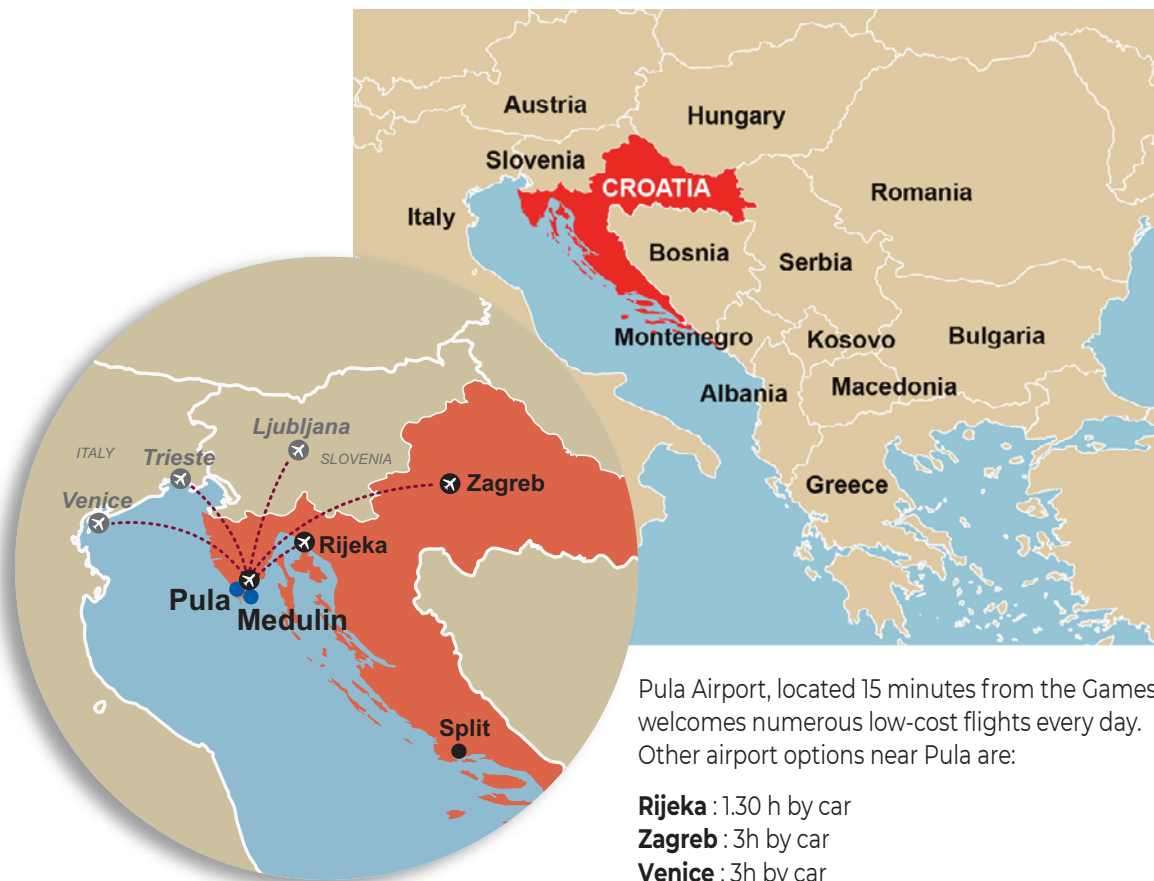 Austria
Hungary
Slovenia
CROATIA
Romania
Italy
Bosnia
Serbia
Montenegro
Kosovo
Bulgaria
Albania
Macedonia
Greece
Ljubljana
ITALY
Trieste
SLOVENIA
Venice
Zagreb
Rijeka
Pula
Medulin
Split
Pula Airport, located 15 minutes from the Games
welcomes numerous low-cost flights every day.
Other airport options near Pula are:
Rijeka : 1.30 h by car
Zagreb : 3h by car
Venice : 3h by car